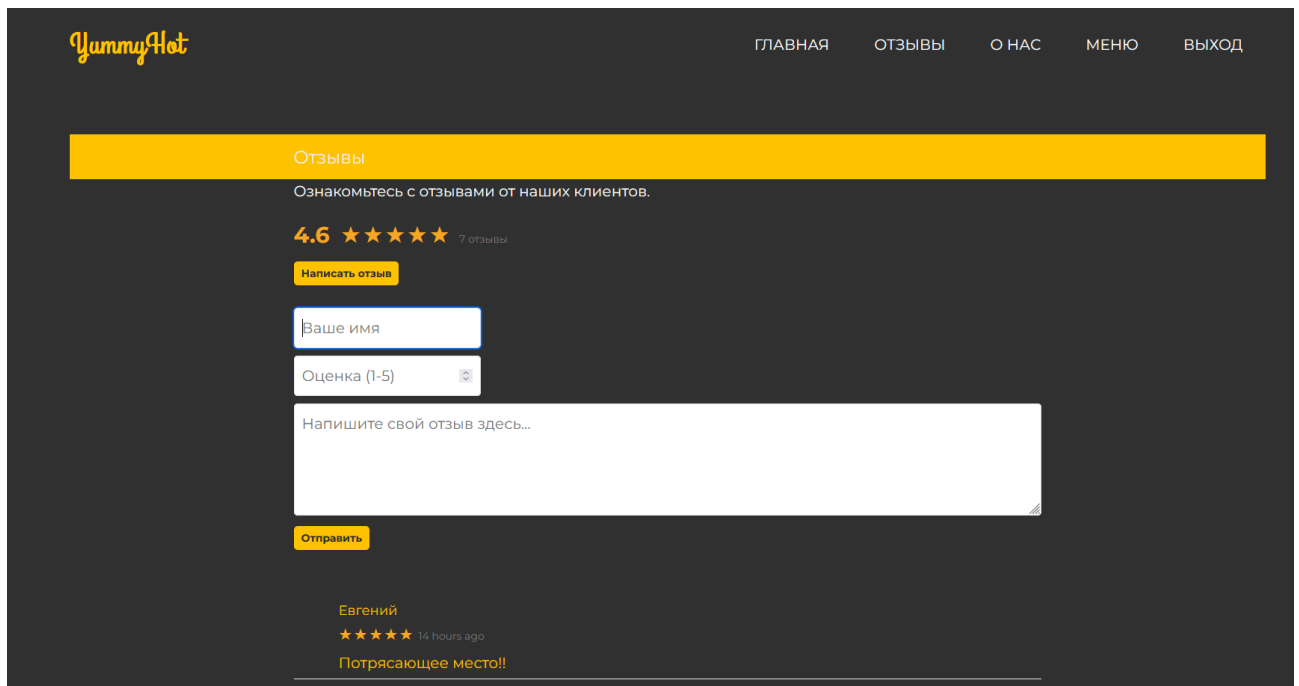 YummyHot
ГЛАВНАЯ ОТЗЫВЫ О НАС МЕНЮ ВЫХОД
Отзывы
Ознакомьтесь с отзывами от наших клиентов.
4.6 ★★★★★ 7 отзывы
Написать отзыв
Ваше имя
Оценка (1-5)
Напишите свой отзыв здесь...
Отправить
Евгений
★★★★★ 14 hours ago
Потрясающее место!!